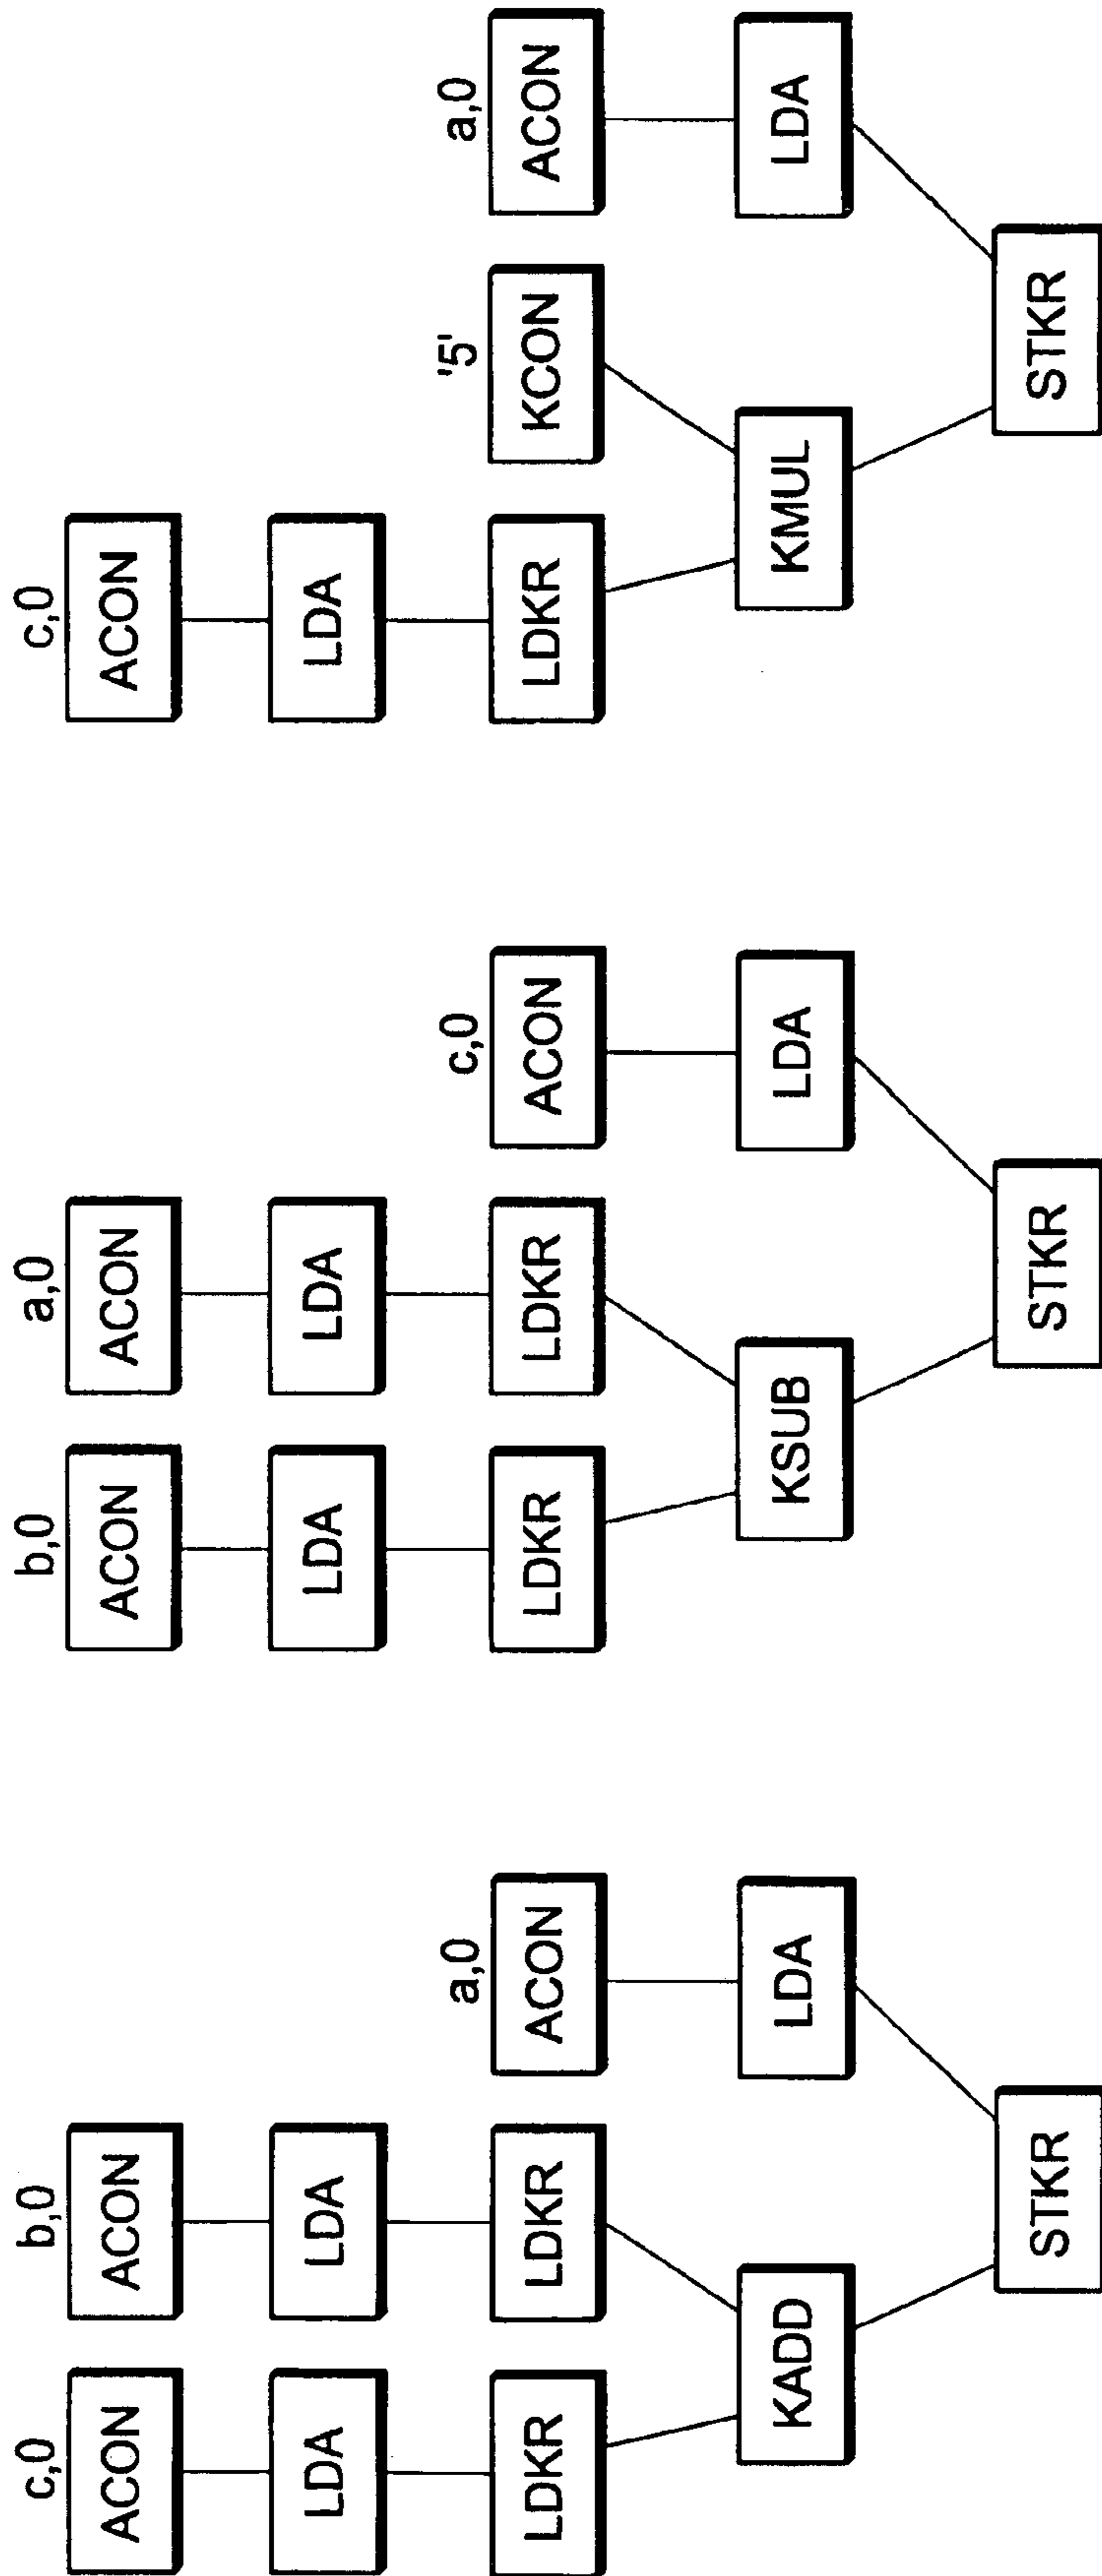 c,0
b,0
ACON
ACON
LDA
LDA
a,0
LDKR
LDKR
ACON
KADD
LDA
STKR
b,0
a,0
ACON
ACON
LDA
LDA
c,0
LDKR
LDKR
ACON
KSUB
LDA
STKR
c,0
ACON
LDA
'5'
a,0
LDKR
KCON
ACON
KMUL
LDA
STKR